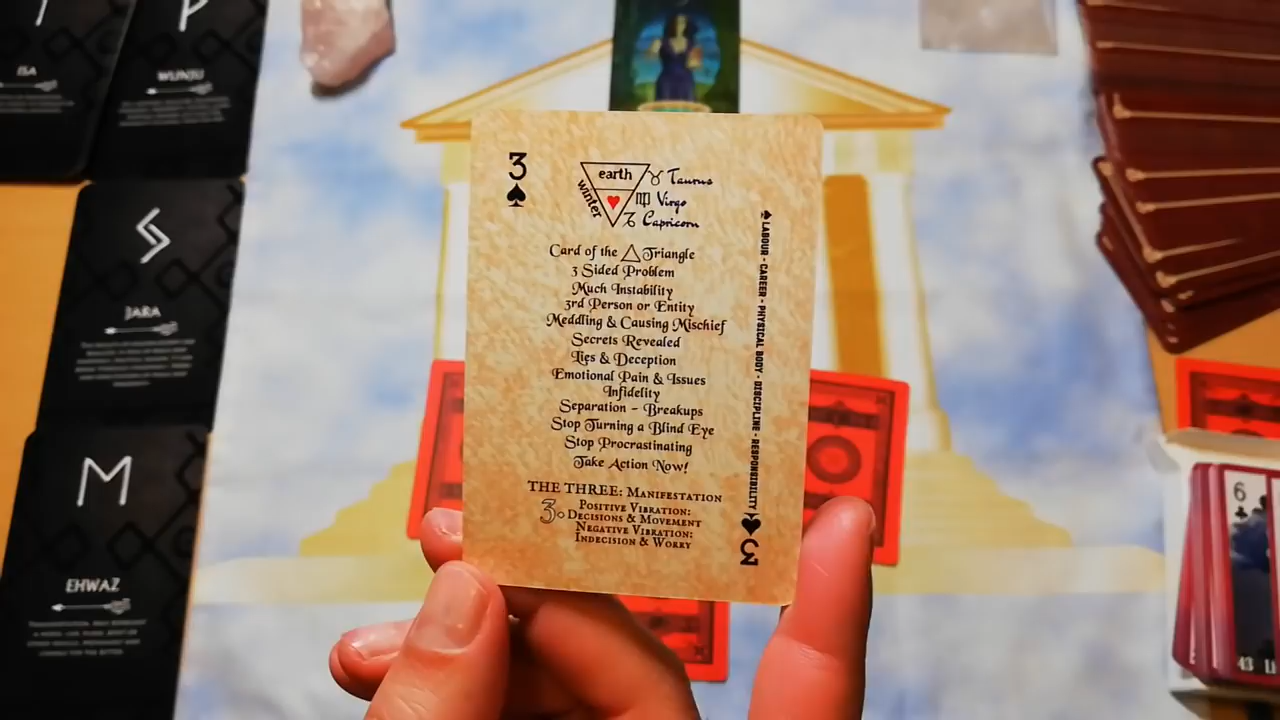 ISA
WUNJU
JARA
EHWAZ
3
earth
winter
Taurus
Virgo
Capricorn
Card of the Triangle
3 Sided Problem
Much Instability
3rd Person or Entity
Meddling & Causing Mischief
Secrets Revealed
Lies & Deception
Emotional Pain & Issues
Infidelity
Separation - Breakups
Stop Turning a Blind Eye
Stop Procrastinating
Take Action Now!
THE THREE: MANIFESTATION
3.
POSITIVE VIBRATION:
DECISIONS & MOVEMENT
NEGATIVE VIBRATION:
INDECISION & WORRY
LABOUR - CAREER - PHYSICAL BODY - DISCIPLINE - RESPONSIBILITY
3
6
43